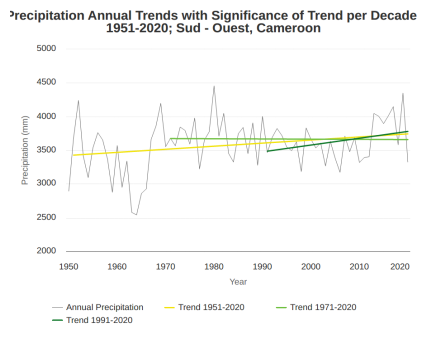 Precipitation Annual Trends with Significance of Trend per Decade
1951-2020; Sud - Ouest, Cameroon
5000
4500
4000
3500
3000
2500
2000
Precipitation (mm)
1950 1960 1970 1980 1990 2000 2010 2020
Year
Annual Precipitation Trend 1951-2020 Trend 1971-2020
Trend 1991-2020